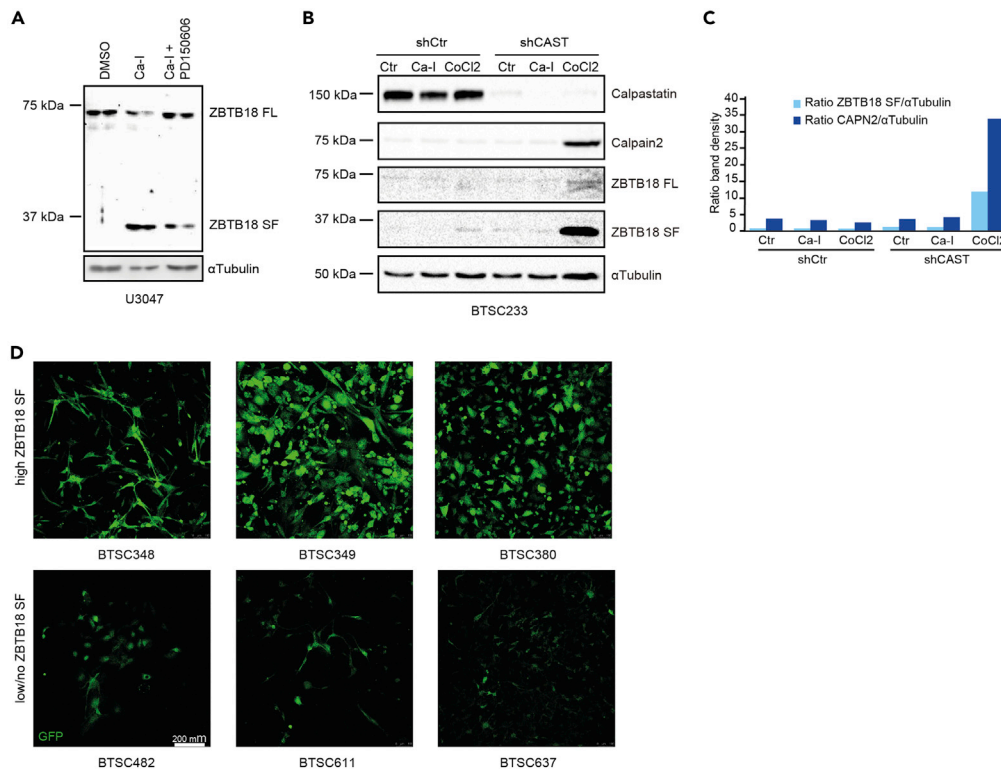 A
DMSO
Ca-I
Ca-I +
PD150606
75 kDa
ZBTB18 FL
37 kDa
ZBTB18 SF
αTubulin
U3047
B
shCtr shCAST
Ctr Ca-I CoCl2 Ctr Ca-I CoCl2
150 kDa Calpastatin
75 kDa Calpain2
75 kDa ZBTB18 FL
37 kDa ZBTB18 SF
50 kDa αTubulin
BTSC233
C
Ratio ZBTB18 SF/αTubulin
Ratio CAPN2/αTubulin
Ratio band density
40
35
30
25
20
15
10
5
0
Ctr Ca-I CoCl2 Ctr Ca-I CoCl2
shCtr shCAST
D
high ZBTB18 SF
BTSC348 BTSC349 BTSC380
low/no ZBTB18 SF
GFP
200 mm
BTSC482 BTSC611 BTSC637